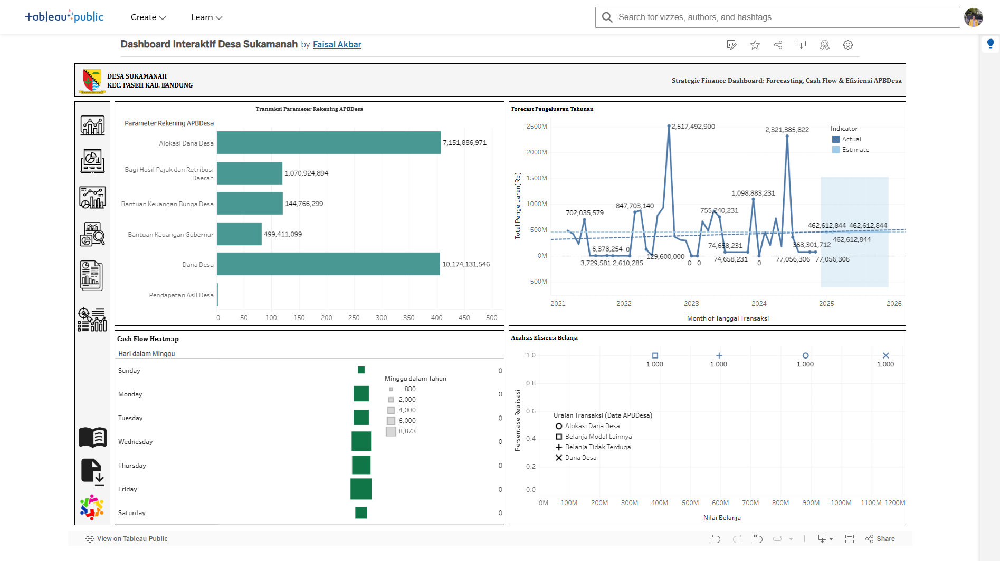 tableau public
Create
Learn
Search for vizzes, authors, and hashtags
Dashboard Interaktif Desa Sukamanah by Faisal Akbar
DESA SUKAMANAH
KEC. PASEH KAB. BANDUNG
Strategic Finance Dashboard: Forecasting, Cash Flow & Efisiensi APBDesa
Transaksi Parameter Rekening APBDesa
Parameter Rekening APBDesa
Alokasi Dana Desa
7,151,886,971
Bagi Hasil Pajak dan Retribusi
Daerah
1,070,924,894
Bantuan Keuangan Bunga Desa
144,766,299
Bantuan Keuangan Gubernur
499,411,099
Dana Desa
10,174,131,546
Pendapatan Asli Desa
0 50 100 150 200 250 300 350 400 450 500
Forecast Pengeluaran Tahunan
Total Pengeluaran(Rp)
2500M
2000M
1500M
1000M
500M
0M
-500M
2,517,492,900
2,321,385,822
Indicator
Actual
Estimate
1,098,883,231
847,703,140
755,240,231
702,035,579
462,612,844 462,612,844
462,612,844
6,378,254 0
74,658,231
363,301,712
129,600,000
3,729,581 2,610,285
0 0
74,658,231
0
77,056,306 77,056,306
2021 2022 2023 2024 2025 2026
Month of Tanggal Transaksi
Cash Flow Heatmap
Hari dalam Minggu
Sunday 0
Monday 0
Tuesday 0
Wednesday 0
Thursday 0
Friday 0
Saturday 0
Minggu dalam Tahun
880
2,000
4,000
6,000
8,873
Analisis Efisiensi Belanja
Persentase Realisasi
1.0
0.8
0.6
0.4
0.2
0.0
1.000 1.000 1.000 1.000
Uraian Transaksi (Data APBDesa)
Alokasi Dana Desa
Belanja Modal Lainnya
Belanja Tidak Terduga
Dana Desa
0M 100M 200M 300M 400M 500M 600M 700M 800M 900M 1000M 1100M 1200M
Nilai Belanja
View on Tableau Public
Share